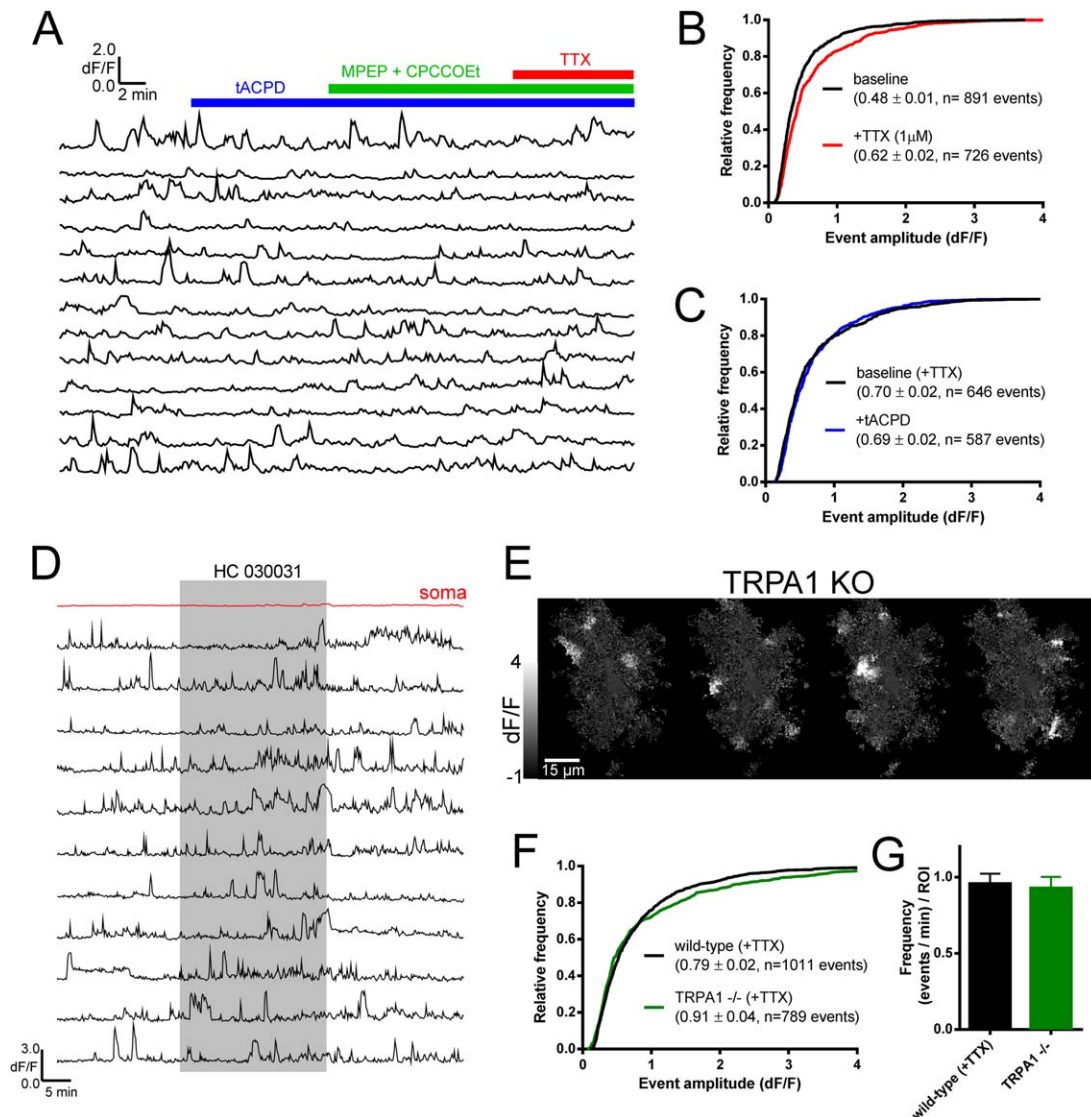 A
2.0
dF/F
0.0
2 min
tACPD
MPEP + CPCCOEt
TTX
B
Relative frequency
1.0
0.8
0.6
0.4
0.2
0.0
baseline
(0.48 ± 0.01, n= 891 events)
+TTX (1µM)
(0.62 ± 0.02, n= 726 events)
0 1 2 3 4
Event amplitude (dF/F)
C
Relative frequency
1.0
0.8
0.6
0.4
0.2
0.0
baseline (+TTX)
(0.70 ± 0.02, n= 646 events)
+tACPD
(0.69 ± 0.02, n= 587 events)
0 1 2 3 4
Event amplitude (dF/F)
D
HC 030031
soma
3.0
dF/F
0.0
5 min
E
TRPA1 KO
4
dF/F
-1
15 µm
F
Relative frequency
1.0
0.8
0.6
0.4
0.2
0.0
wild-type (+TTX)
(0.79 ± 0.02, n=1011 events)
TRPA1 -/- (+TTX)
(0.91 ± 0.04, n=789 events)
0 1 2 3 4
Event amplitude (dF/F)
G
Frequency
(events / min) / ROI
1.0
0.5
0.0
wild-type (+TTX)
TRPA1 -/-